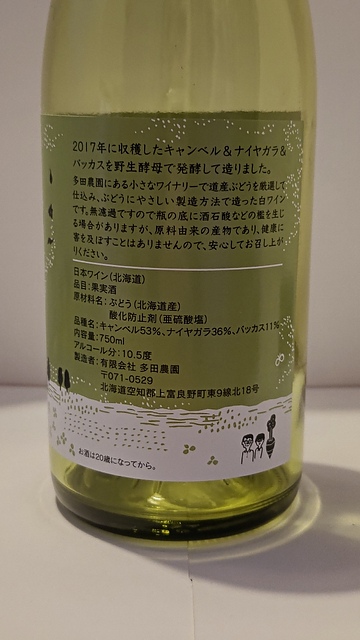 2017年に収穫したキャンベル&ナイヤガラ&
バッカスを野生酵母で発酵して造りました。
多田農園にある小さなワイナリーで道産ぶどうを厳選して
仕込み、ぶどうにやさしい製造方法で造った白ワイン
です。無濾過ですので瓶の底に酒石酸などの檻を生じ
る場合がありますが、原料由来の産物であり、健康に
害を及ぼすことはありませんので、安心してお召し上が
りください。
日本ワイン(北海道)
品目:果実酒
原材料名:ぶどう(北海道産)
酸化防止剤(亜硫酸塩)
品種名:キャンベル53%、ナイヤガラ36%、バッカス11%
内容量:750ml
アルコール分:10.5度
製造者:有限会社 多田農園
〒071-0529
北海道空知郡上富良野町東9線北18号
お酒は20歳になってから。